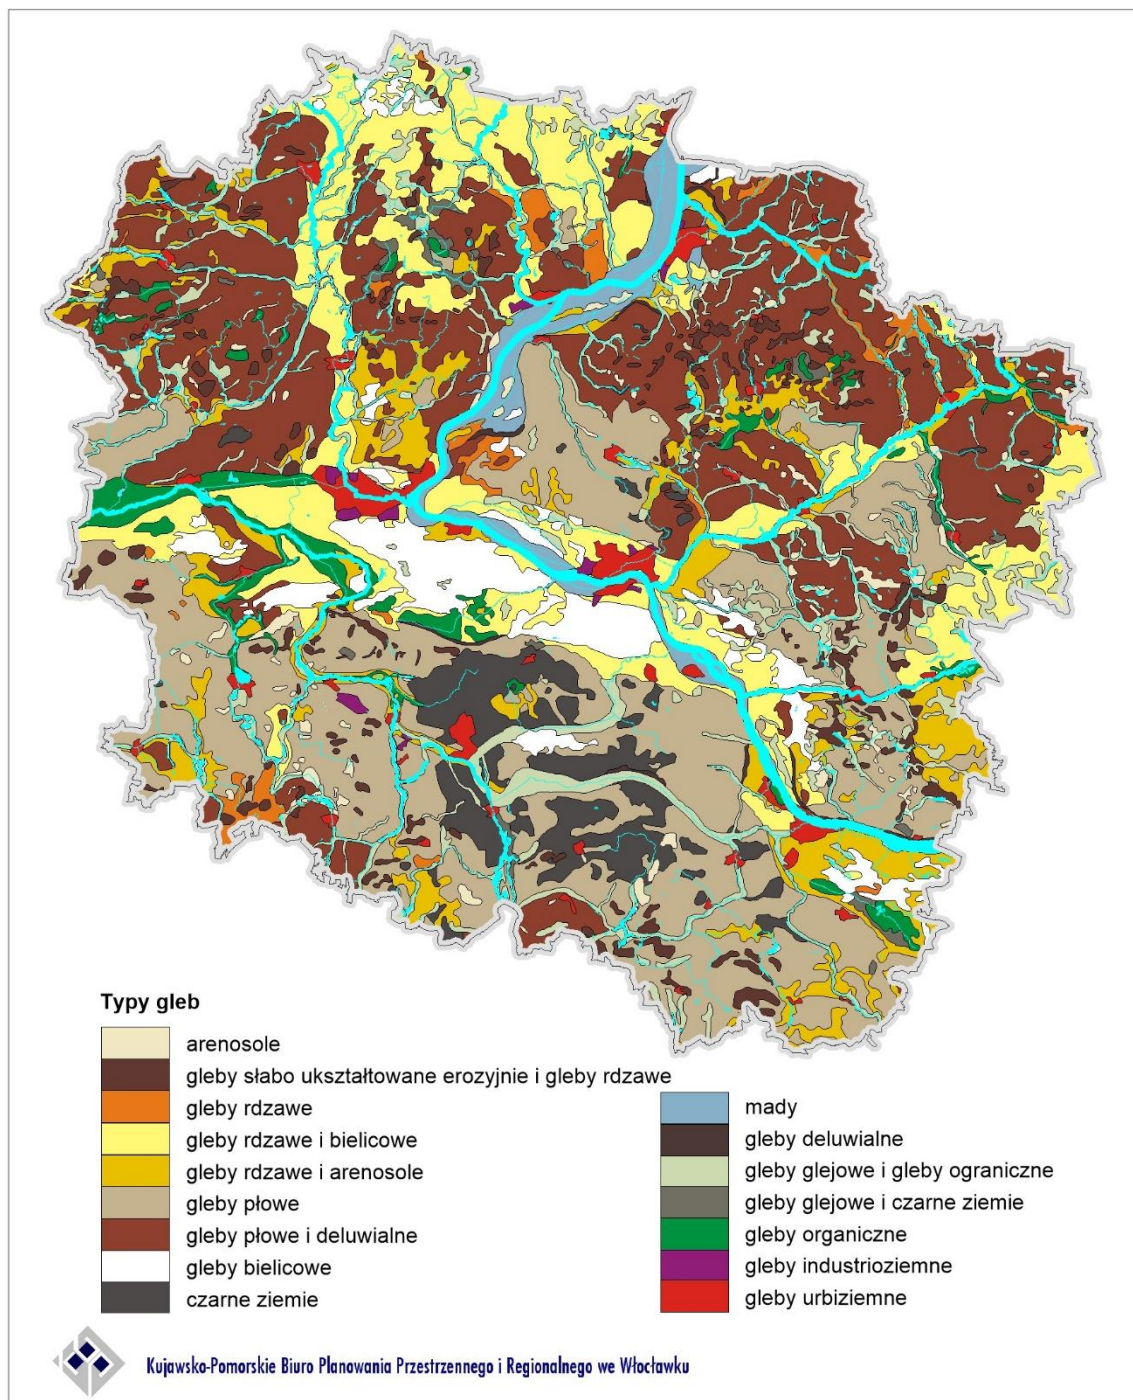 Typy gleb
arenosole
gleby słabo ukształtowane erozyjnie i gleby rdzawe
gleby rdzawe
gleby rdzawe i bielicowe
gleby rdzawe i arenosole
gleby płowe
gleby płowe i deluwialne
gleby bielicowe
czarne ziemie
mady
gleby deluwialne
gleby glejowe i gleby ograniczne
gleby glejowe i czarne ziemie
gleby organiczne
gleby industrioziemne
gleby urbiziemne
Kujawsko-Pomorskie Biuro Planowania Przestrzennego i Regionalnego we Włocławku